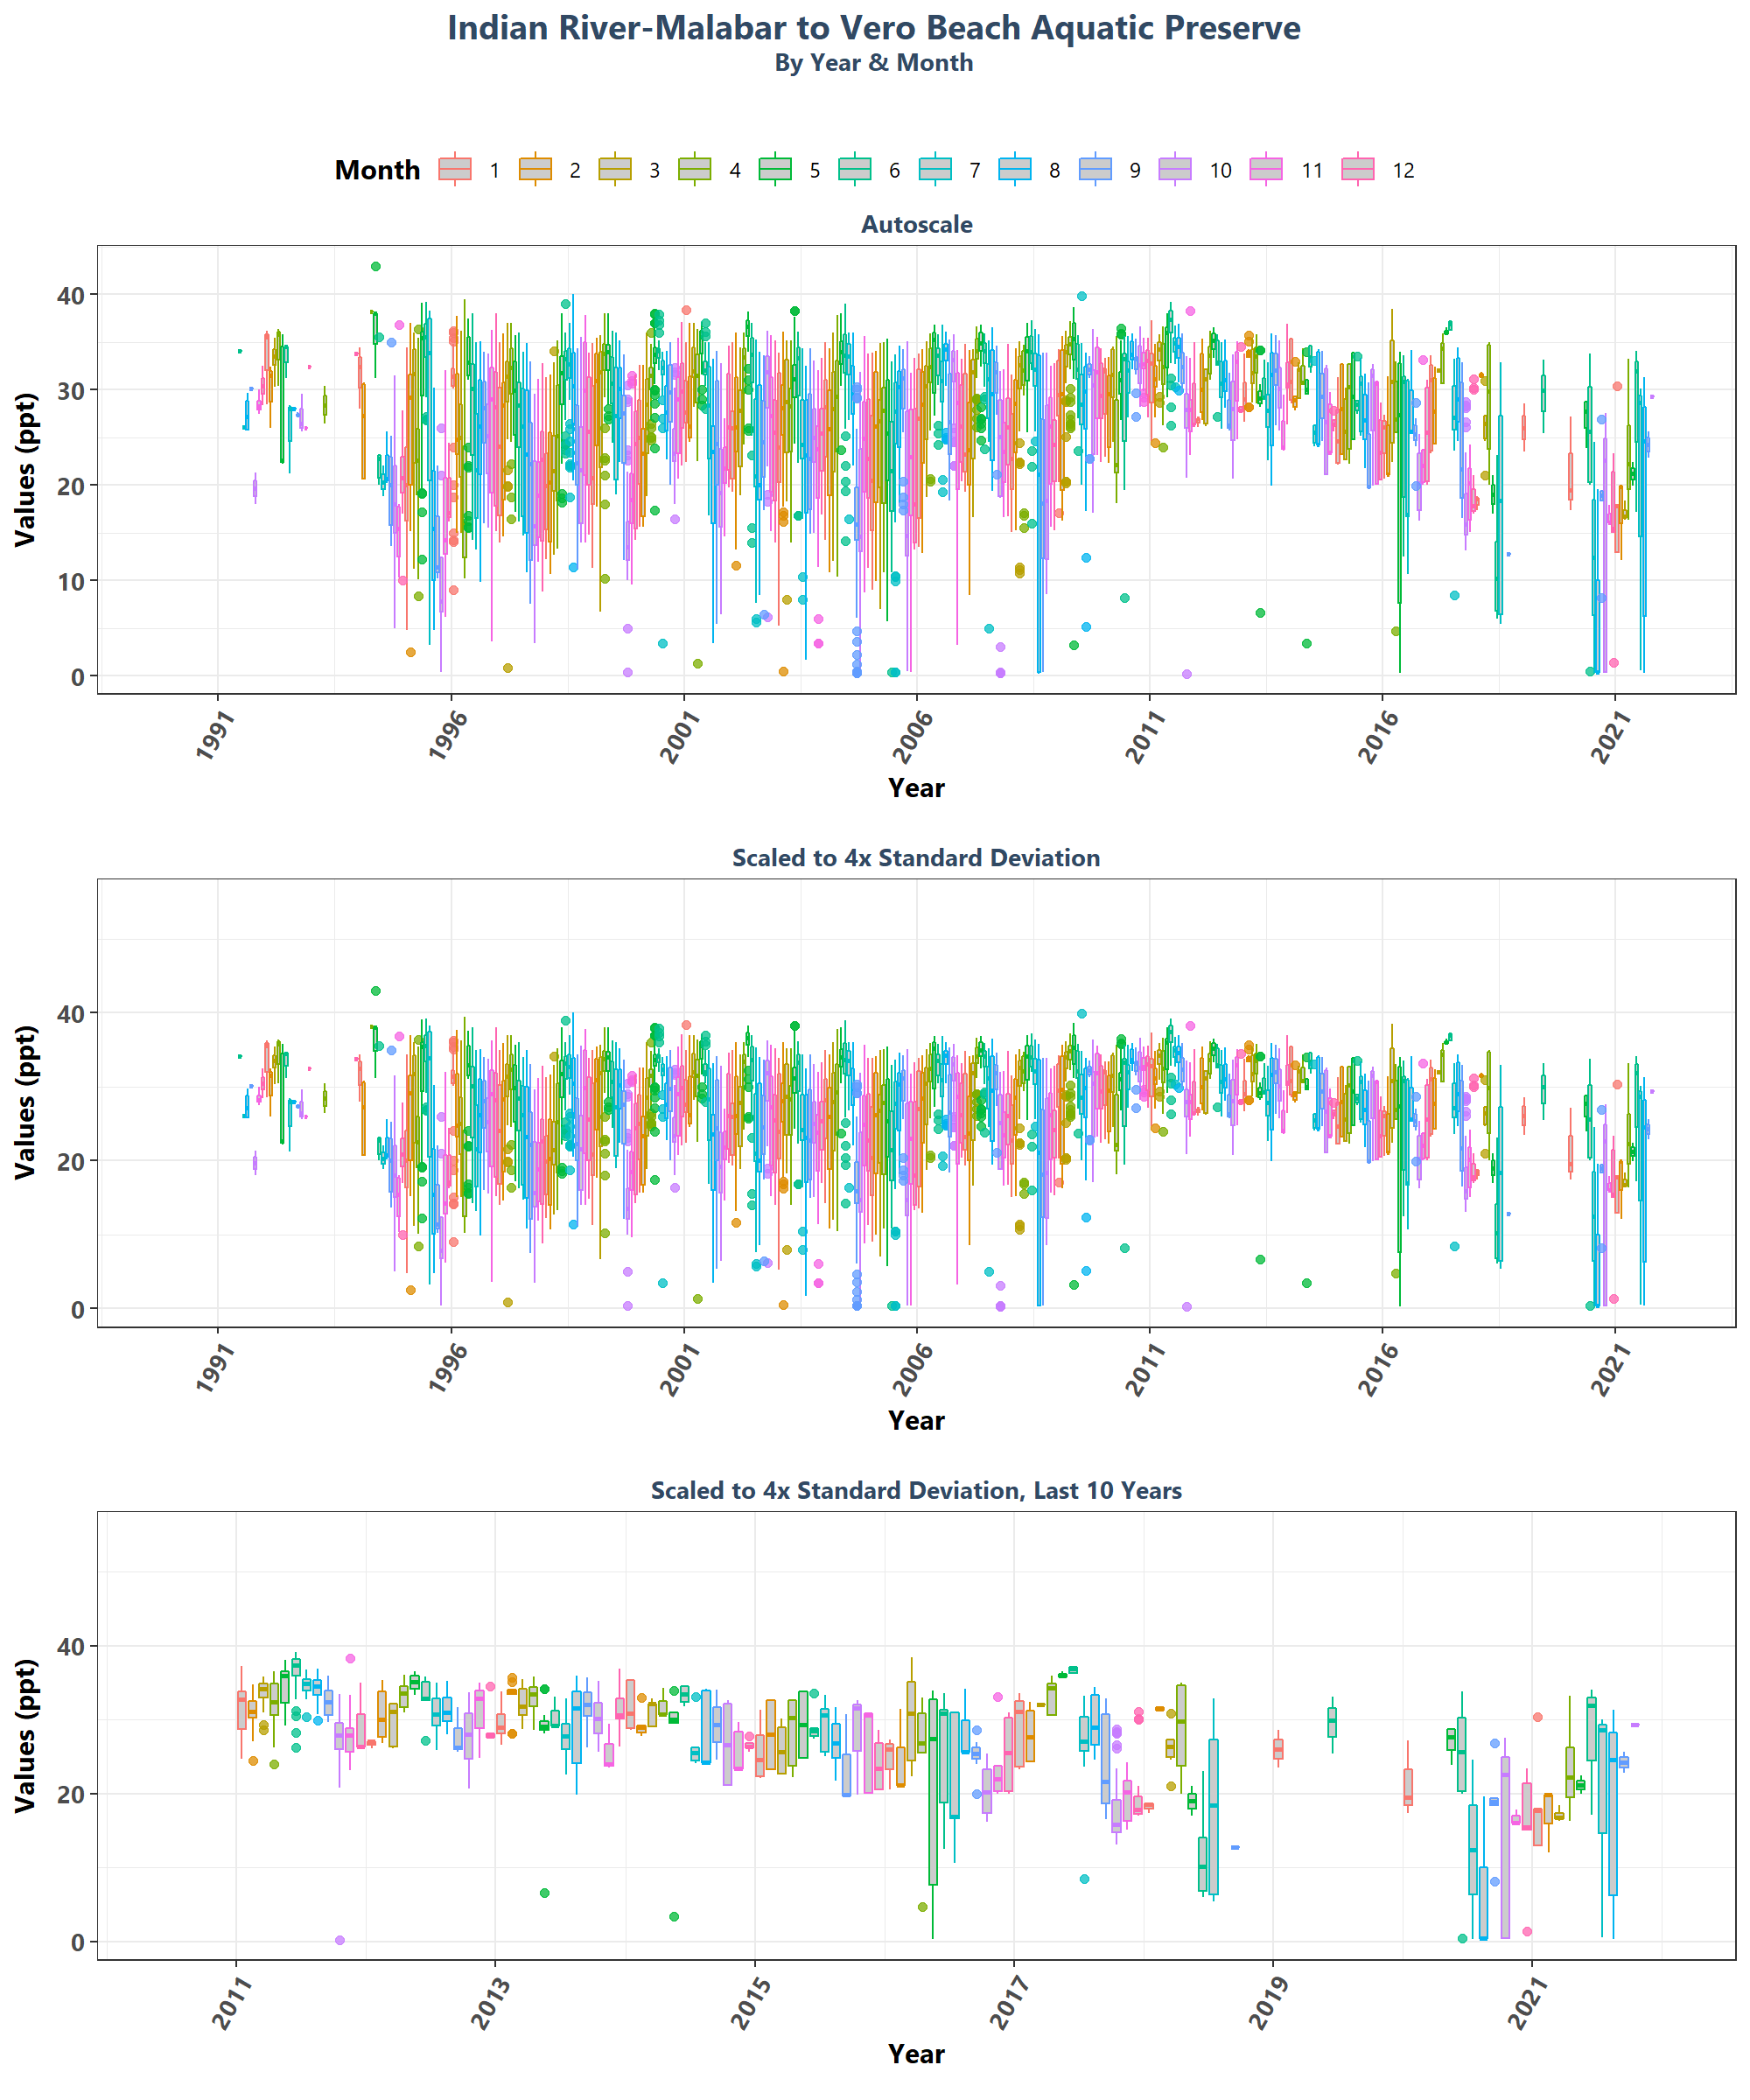 Indian River-Malabar to Vero Beach Aquatic Preserve
By Year & Month
Month 1 2 3 4 5 6 7 8 9 10 11 12
Autoscale
Values (ppt)
40
30
20
10
0
1991 1996 2001 2006 2011 2016 2021
Year
Scaled to 4x Standard Deviation
Values (ppt)
40
20
0
1991 1996 2001 2006 2011 2016 2021
Year
Scaled to 4x Standard Deviation, Last 10 Years
Values (ppt)
40
20
0
2011 2013 2015 2017 2019 2021
Year